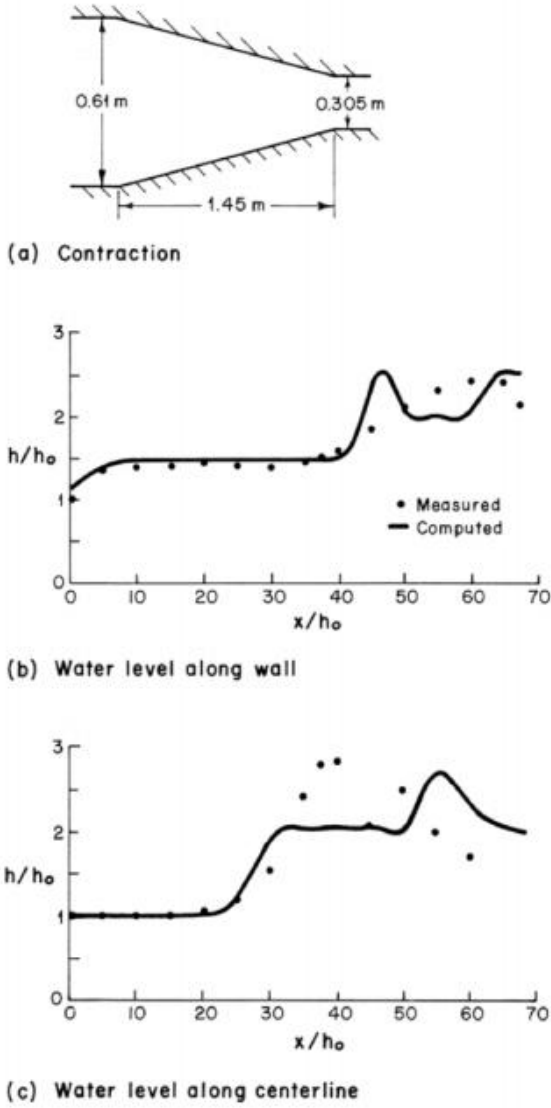 0.61 m
0.305 m
1.45 m
(a) Contraction
3
2
h/h₀
1
0
• Measured
Computed
0 10 20 30 40 50 60 70
x/h₀
(b) Water level along wall
3
2
h/h₀
1
0
0 10 20 30 40 50 60 70
x/h₀
(c) Water level along centerline